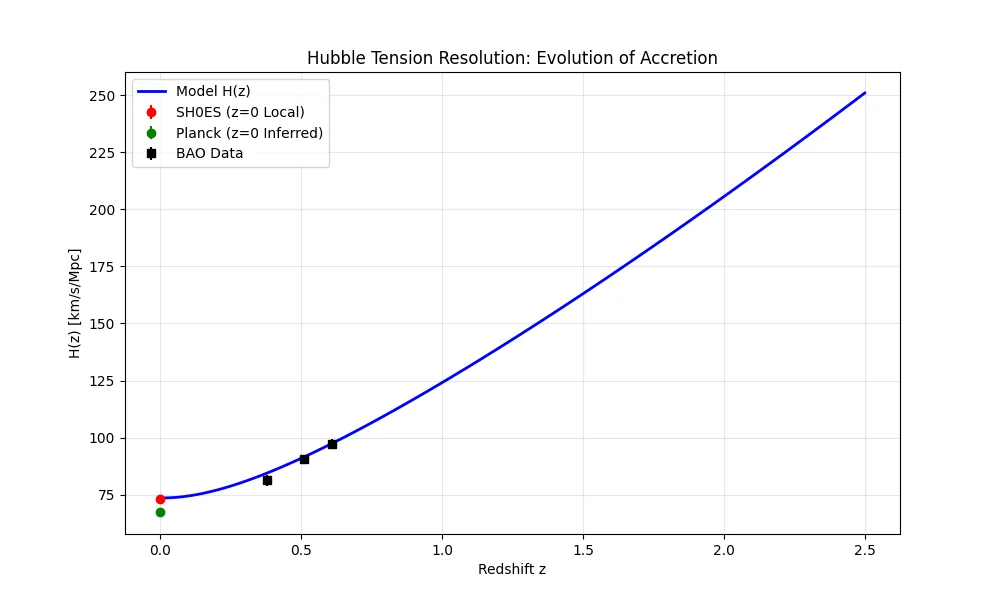 Hubble Tension Resolution: Evolution of Accretion
Model H(z)
SH0ES (z=0 Local)
Planck (z=0 Inferred)
BAO Data
H(z) [km/s/Mpc]
250
225
200
175
150
125
100
75
0.0 0.5 1.0 1.5 2.0 2.5
Redshift z